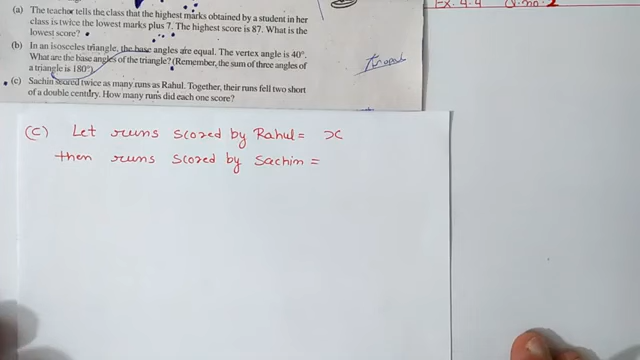 (a) The teacher tells the class that the highest marks obtained by a student in her
class is twice the lowest marks plus 7. The highest score is 87. What is the
lowest score?
(b) In an isosceles triangle, the base angles are equal. The vertex angle is 40°.
What are the base angles of the triangle? (Remember, the sum of three angles of
a triangle is 180°)
(c) Sachin scored twice as many runs as Rahul. Together, their runs fell two short
of a double century. How many runs did each one score?
Ex. 4.4 Q.no. 2
(C) Let runs scored by Rahul = x
then runs scored by Sachin =